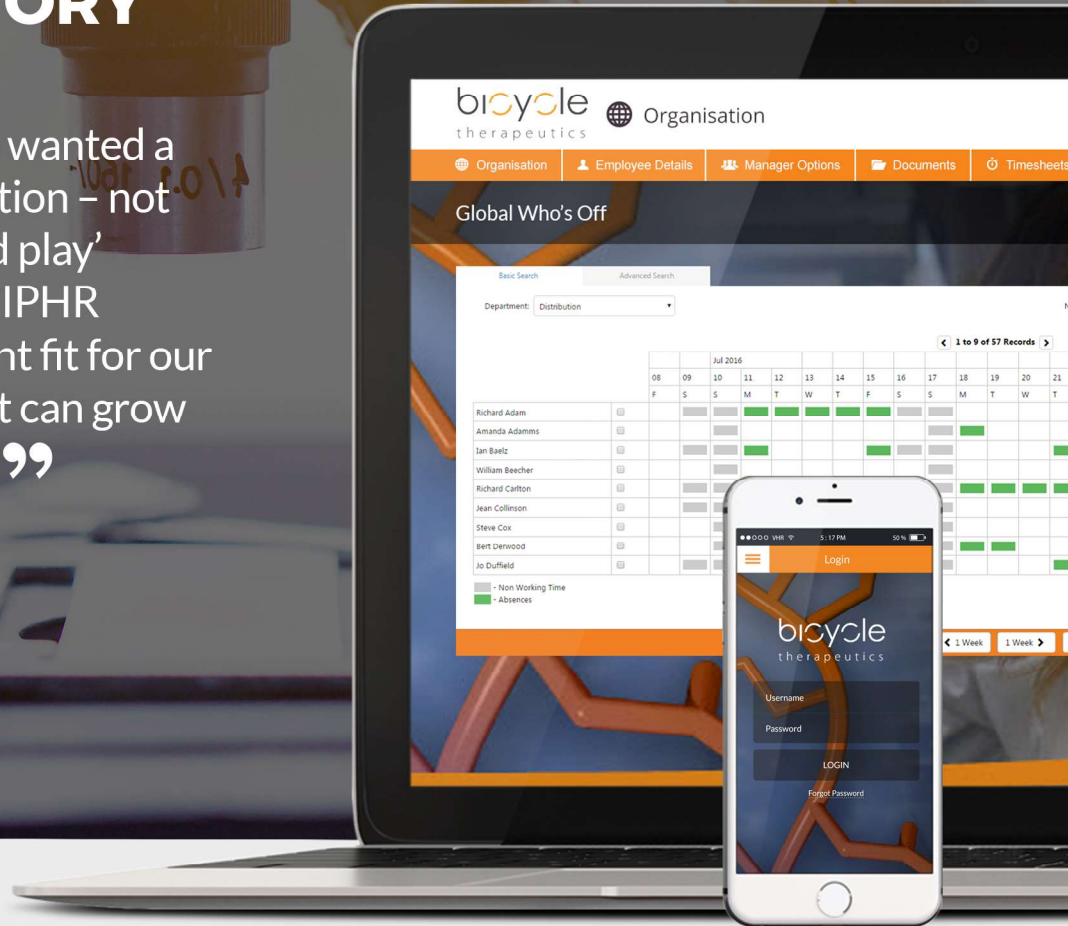 ORY
wanted a
tion – not
d play’
IPHR
nt fit for our
t can grow
”
bicycle
therapeutics
Organisation
Organisation Employee Details Manager Options Documents Timesheets
Global Who's Off
Basic Search Advanced Search
Department: Distribution
1 to 9 of 57 Records
Jul 2016
08 09 10 11 12 13 14 15 16 17 18 19 20 21
F S S M T W T F S S M T W T
Richard Adam
Amanda Adamms
Ian Baelz
William Beecher
Richard Carlton
Jean Collinson
Steve Cox
Bert Derwood
Jo Duffield
- Non Working Time
- Absences
1 Week 1 Week
VHR 5:17 PM 50%
Login
bicycle
therapeutics
Username
Password
LOGIN
Forgot Password